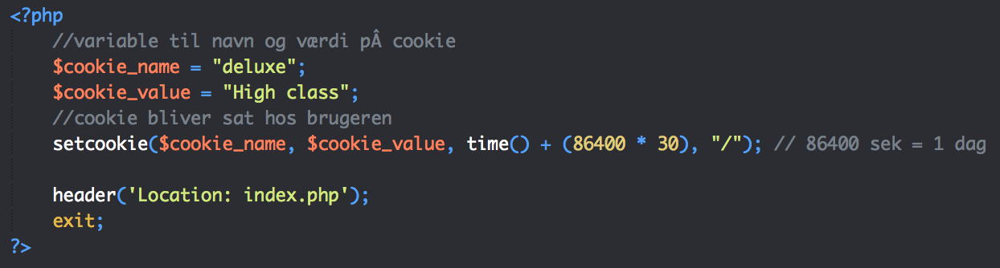 <?php
//variable til navn og værdi pÂ cookie
$cookie_name = "deluxe";
$cookie_value = "High class";
//cookie bliver sat hos brugeren
setcookie($cookie_name, $cookie_value, time() + (86400 * 30), "/"); // 86400 sek = 1 dag
header('Location: index.php');
exit;
?>